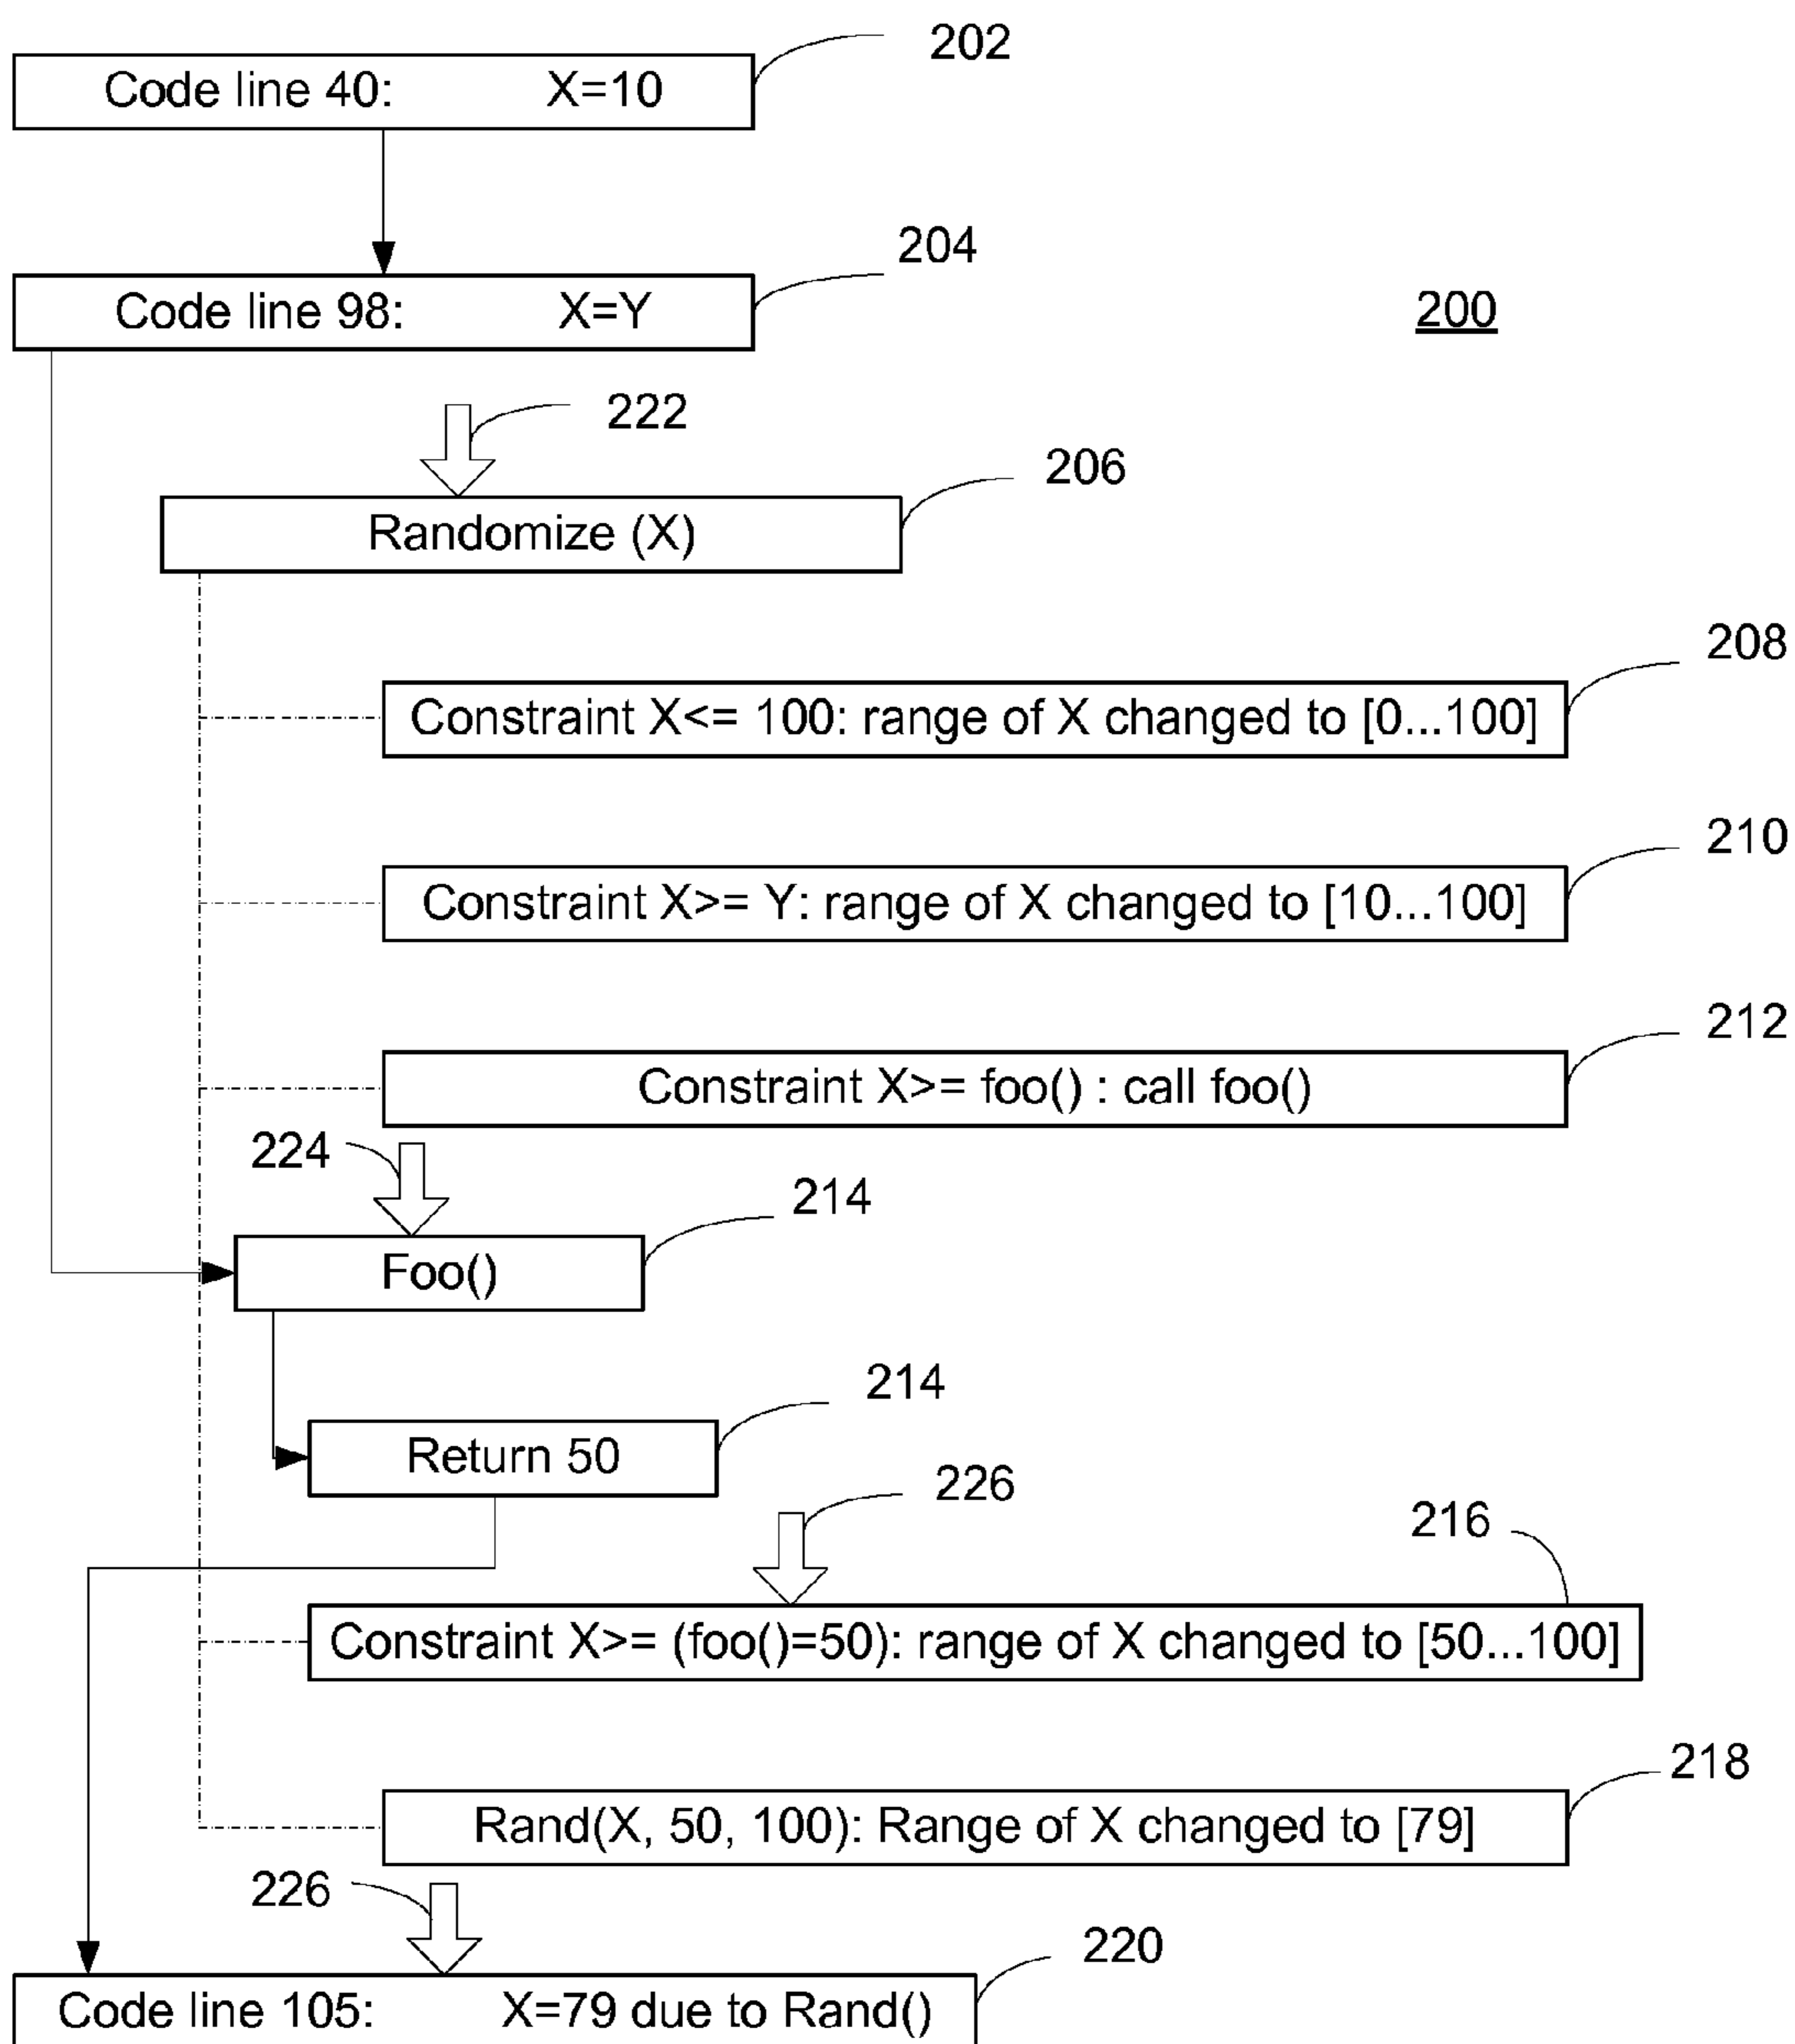 202
Code line 40: X=10
204
Code line 98: X=Y
200
222
206
Randomize (X)
208
Constraint X<= 100: range of X changed to [0...100]
210
Constraint X>= Y: range of X changed to [10...100]
212
Constraint X>= foo() : call foo()
224
214
Foo()
214
Return 50
226
216
Constraint X>= (foo()=50): range of X changed to [50...100]
218
Rand(X, 50, 100): Range of X changed to [79]
226
220
Code line 105: X=79 due to Rand()